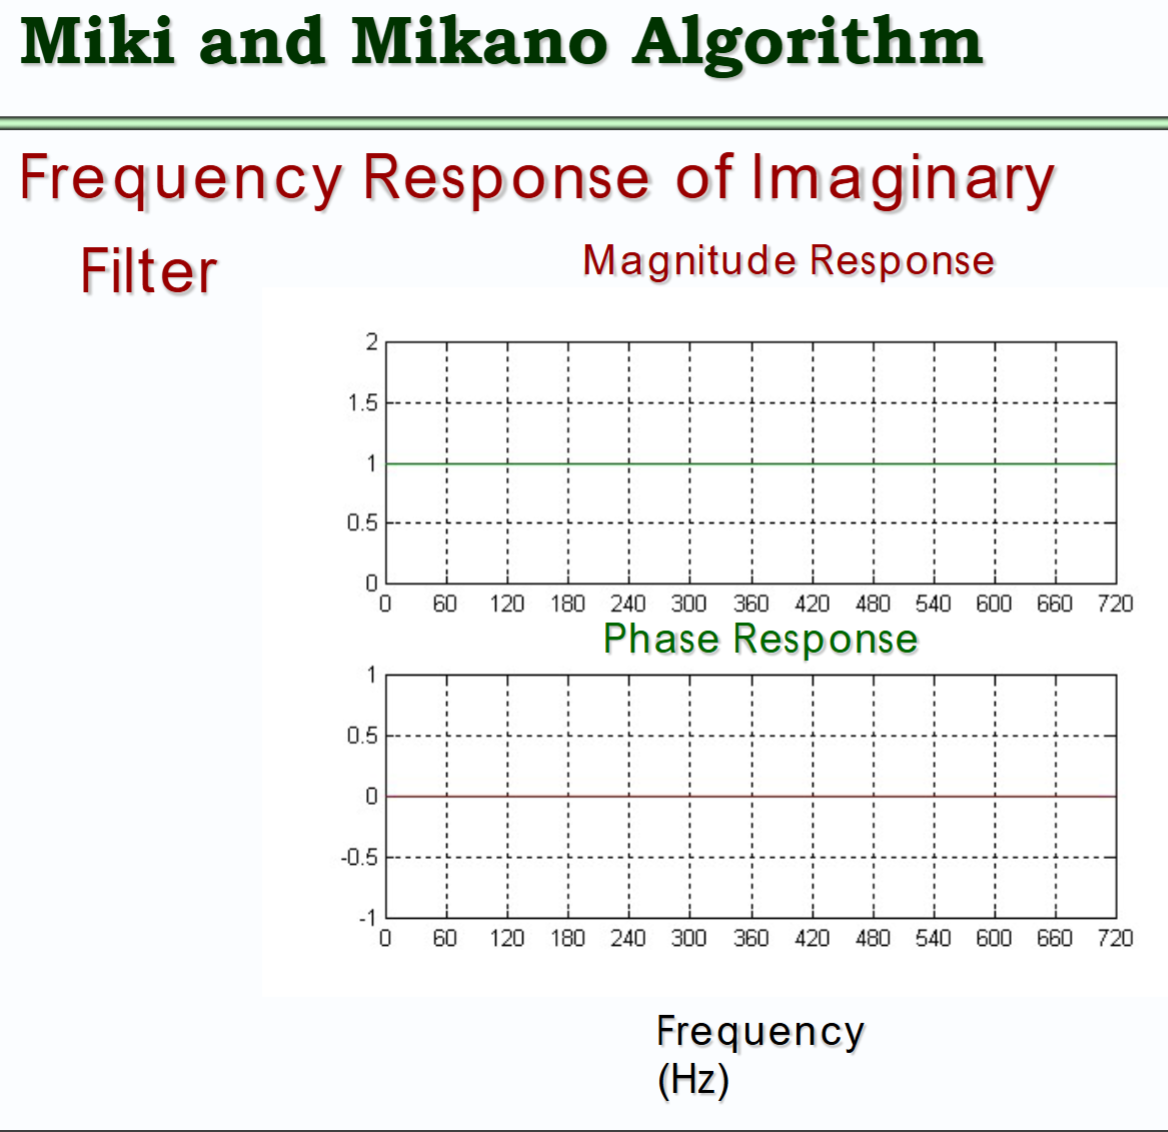 Miki and Mikano Algorithm
Frequency Response of Imaginary
Filter
Magnitude Response
2
1.5
1
0.5
0
0 60 120 180 240 300 360 420 480 540 600 660 720
Phase Response
1
0.5
0
-0.5
-1
0 60 120 180 240 300 360 420 480 540 600 660 720
Frequency
(Hz)